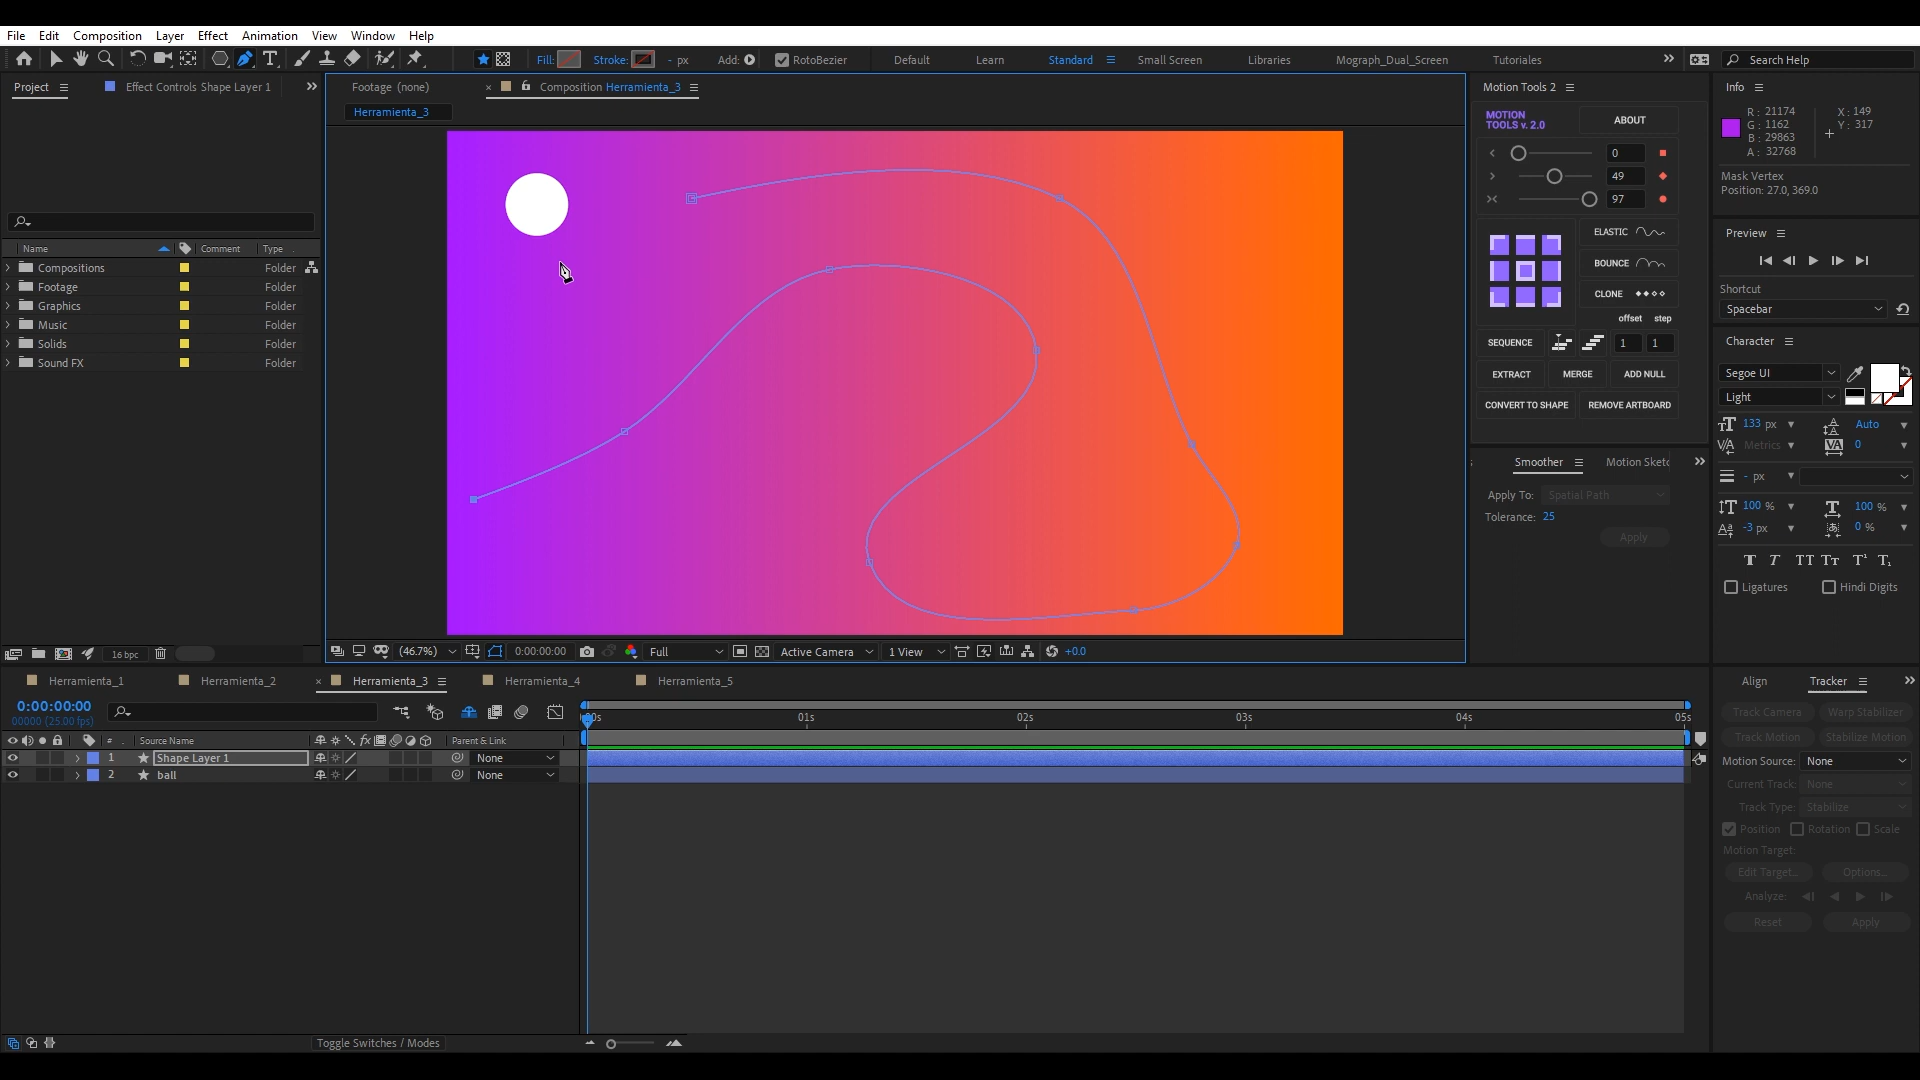 File Edit Composition Layer Effect Animation View Window Help
Fill: Stroke: - px Add: RotoBezier Default Learn Standard Small Screen Libraries Mograph_Dual_Screen Tutoriales Search Help
Project Effect Controls Shape Layer 1
Footage (none) Composition Herramienta_3
Herramienta_3
Name Comment Type
Compositions Folder
Footage Folder
Graphics Folder
Music Folder
Solids Folder
Sound FX Folder
16 bpc
(46.7%) 0:00:00:00 Full Active Camera 1 View +0.0
Motion Tools 2
MOTION
TOOLS v. 2.0
ABOUT
0
49
97
ELASTIC
BOUNCE
CLONE
offset step
SEQUENCE 1 1
EXTRACT MERGE ADD NULL
CONVERT TO SHAPE REMOVE ARTBOARD
Smoother Motion Sketc
Apply To: Spatial Path
Tolerance: 25
Apply
Info
R: 21174
G: 1162
B: 29863
A: 32768
X: 149
Y: 317
Mask Vertex
Position: 27.0, 369.0
Preview
Shortcut
Spacebar
Character
Segoe UI
Light
133 px Auto
Metrics 0
- px
100 % 100 %
-3 px 0 %
T T TT Tt T¹ T₁
Ligatures Hindi Digits
Herramienta_1 Herramienta_2 Herramienta_3 Herramienta_4 Herramienta_5
0:00:00:00
00000 (25.00 fps)
# Source Name Parent & Link
1 Shape Layer 1 None
2 ball None
00s 01s 02s 03s 04s 05s
Toggle Switches / Modes
Align Tracker
Track Camera Warp Stabilizer
Track Motion Stabilize Motion
Motion Source: None
Current Track: None
Track Type: Stabilize
Position Rotation Scale
Motion Target:
Edit Target... Options...
Analyze:
Reset Apply